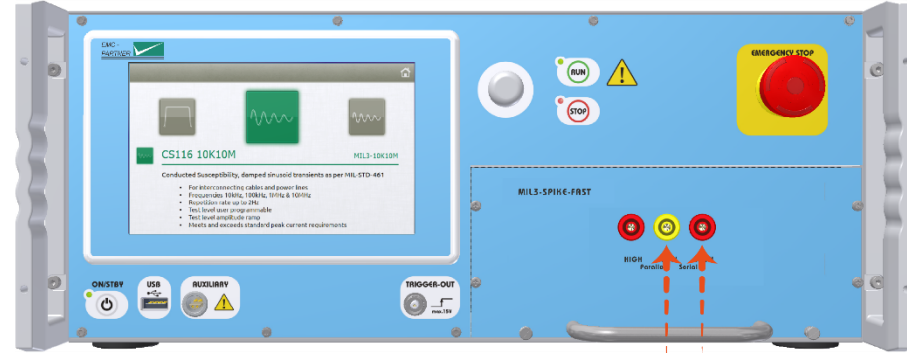 EMC -
PARTNER
CS116 10K10M
MIL3-10K10M
Conducted Susceptibility, damped sinusoid transients as per MIL-STD-461
• For interconnecting cables and power lines
• Frequencies 10kHz, 100kHz, 1MHz & 10MHz
• Repetition rate up to 2Hz
• Test level user programmable
• Test level amplitude ramp
• Meets and exceeds standard peak current requirements
RUN
STOP
EMERGENCY STOP
MIL3-SPIKE-FAST
HIGH
ON/STBY
USB
AUXILIARY
TRIGGER-OUT
max.15V